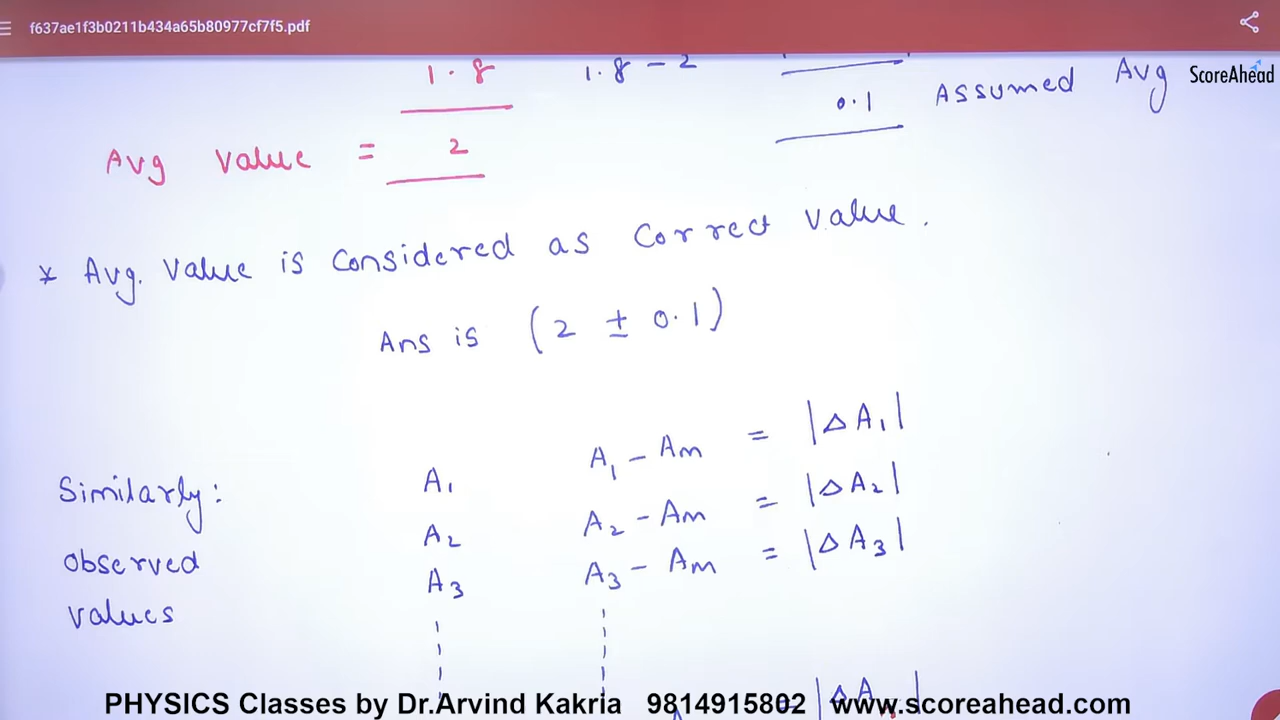 f637ae1f3b0211b434a65b80977cf7f5.pdf
1.8 1.8 - 2
0.1 Assumed Avg ScoreAhead
Avg Value = 2
* Avg. Value is Considered as Correct Value.
Ans is (2 ± 0.1)
A₁ - Am = |ΔA₁|
Similarly: A₁
A₂ - Am = |ΔA₂|
A₂
observed A₃ - Am = |ΔA₃|
A₃
values
|ΔA
PHYSICS Classes by Dr.Arvind Kakria 9814915802 www.scoreahead.com